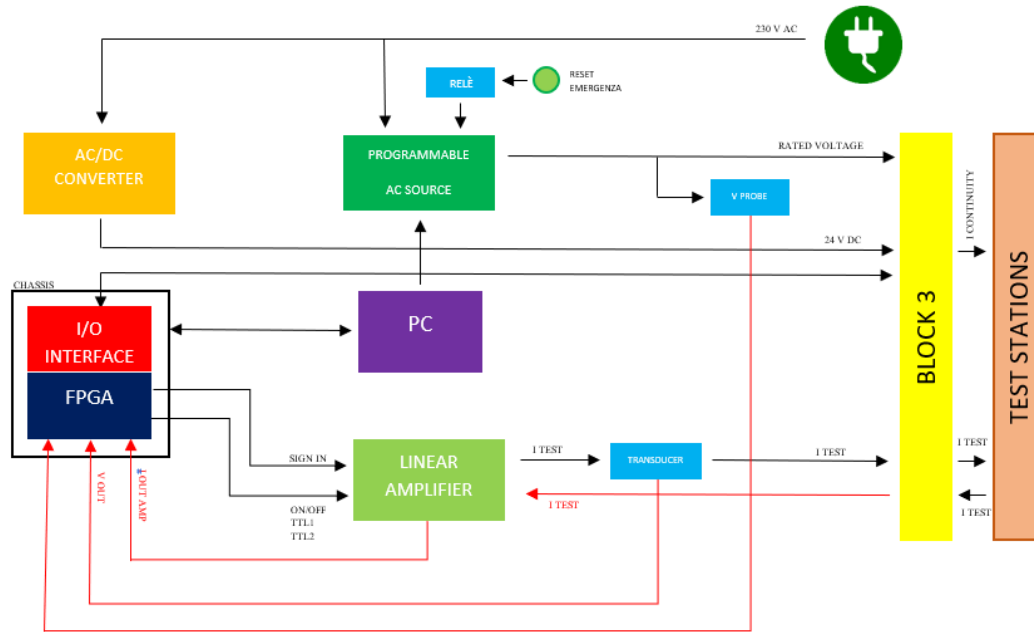 230 V AC
RELÈ
RESET
EMERGENZA
AC/DC
CONVERTER
PROGRAMMABLE
AC SOURCE
RATED VOLTAGE
V PROBE
I CONTINUITY
24 V DC
CHASSIS
I/O
INTERFACE
FPGA
PC
BLOCK 3
TEST STATIONS
SIGN IN
LINEAR
AMPLIFIER
I TEST
TRANSDUCER
I TEST
I TEST
I TEST
I TEST
ON/OFF
TTL1
TTL2
V OUT
I OUT AMP